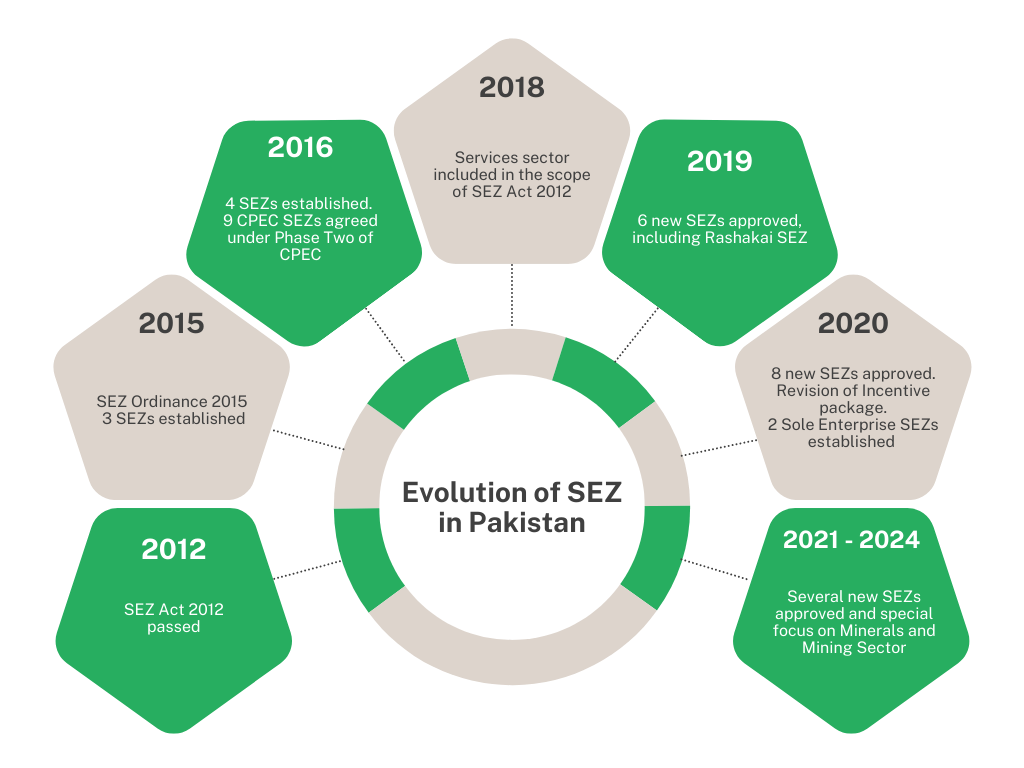 2018
Services sector
included in the scope
of SEZ Act 2012
2016
4 SEZs established.
9 CPEC SEZs agreed
under Phase Two of
CPEC
2019
6 new SEZs approved,
including Rashakai SEZ
2015
SEZ Ordinance 2015
3 SEZs established
2020
8 new SEZs approved.
Revision of Incentive
package.
2 Sole Enterprise SEZs
established
Evolution of SEZ
in Pakistan
2012
SEZ Act 2012
passed
2021 - 2024
Several new SEZs
approved and special
focus on Minerals and
Mining Sector